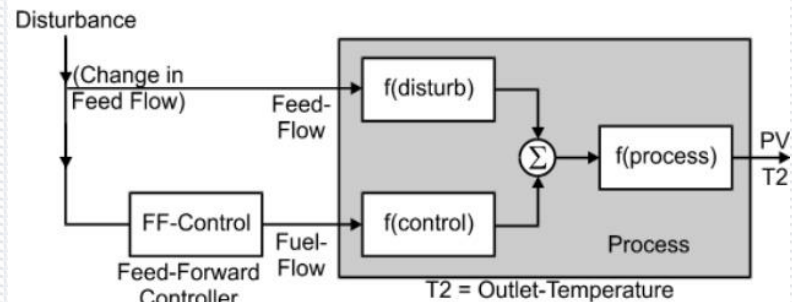 Disturbance
(Change in
Feed Flow)
Feed-
Flow
f(disturb)
Σ
f(process)
PV
T2
FF-Control
Fuel-
Flow
f(control)
Process
Feed-Forward
Controller
T2 = Outlet-Temperature